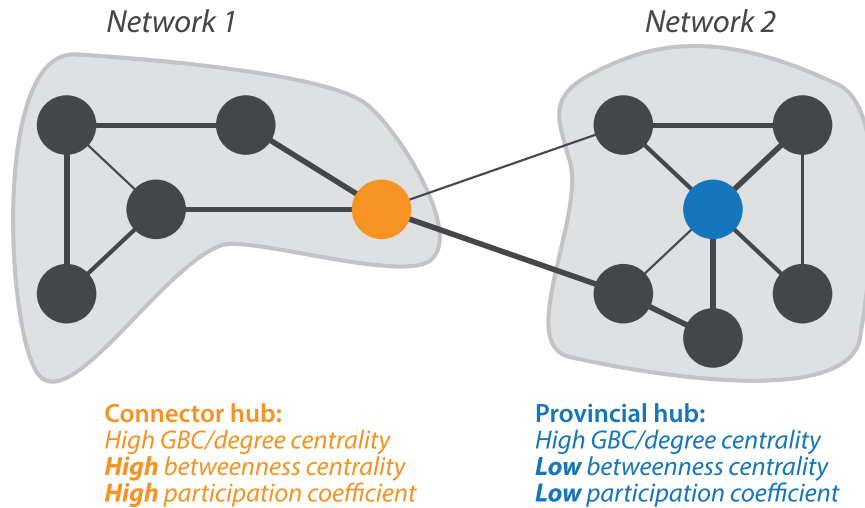 Network 1
Network 2
Connector hub:
High GBC/degree centrality
High betweenness centrality
High participation coefficient
Provincial hub:
High GBC/degree centrality
Low betweenness centrality
Low participation coefficient